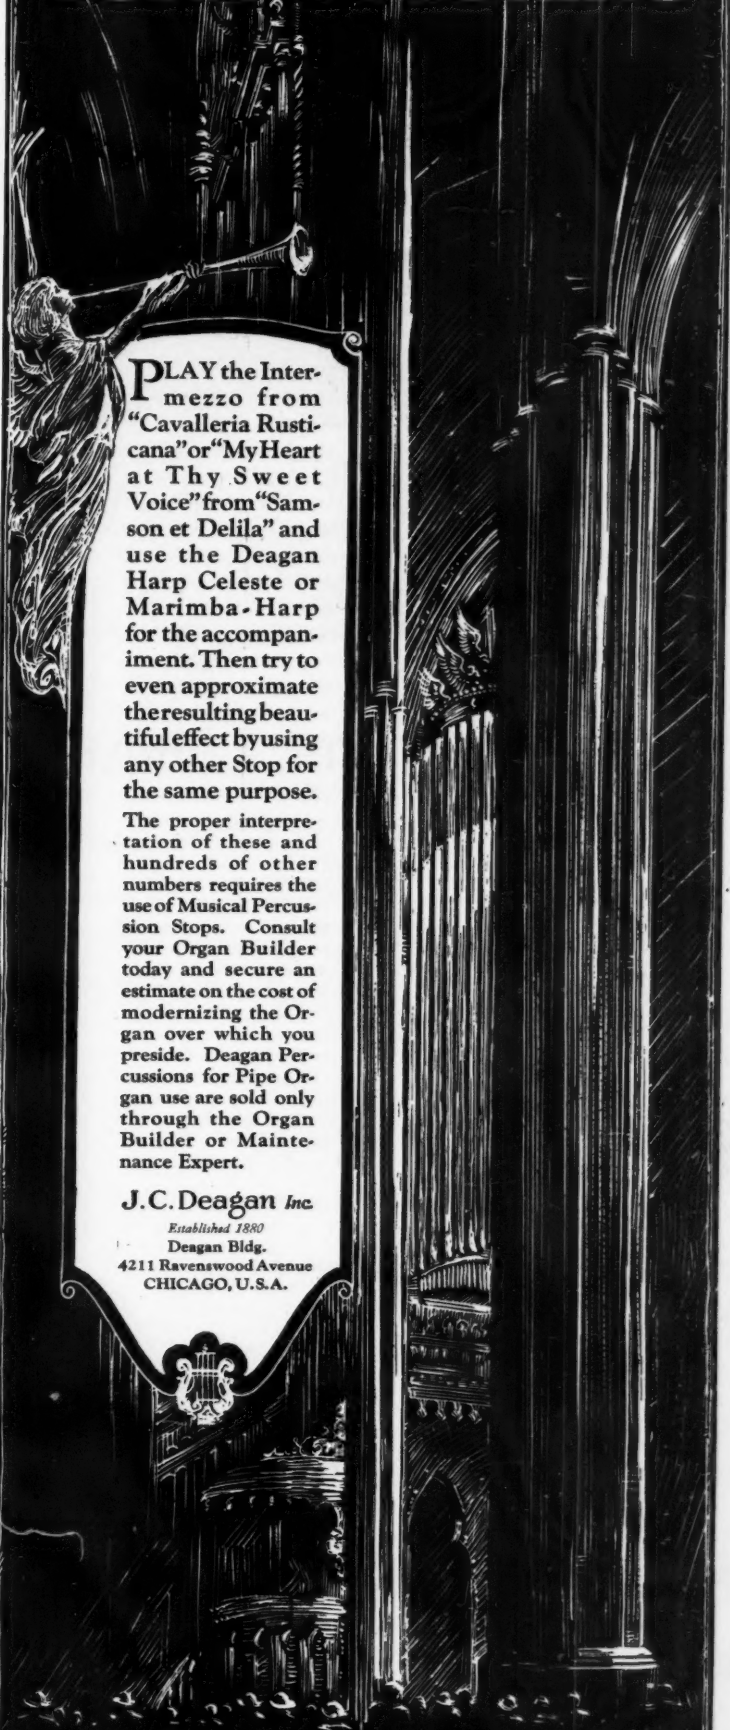 PLAY the Inter-
mezzo from
“Cavalleria Rusti-
cana” or “My Heart
at Thy Sweet
Voice” from “Sam-
son et Delila” and
use the Deagan
Harp Celeste or
Marimba-Harp
for the accompan-
iment. Then try to
even approximate
the resulting beau-
tiful effect by using
any other Stop for
the same purpose.
The proper interpre-
tation of these and
hundreds of other
numbers requires the
use of Musical Percus-
sion Stops. Consult
your Organ Builder
today and secure an
estimate on the cost of
modernizing the Or-
gan over which you
preside. Deagan Per-
cussions for Pipe Or-
gan use are sold only
through the Organ
Builder or Mainte-
nance Expert.
J.C. Deagan Inc.
Established 1880
Deagan Bldg.
4211 Ravenswood Avenue
CHICAGO, U.S.A.